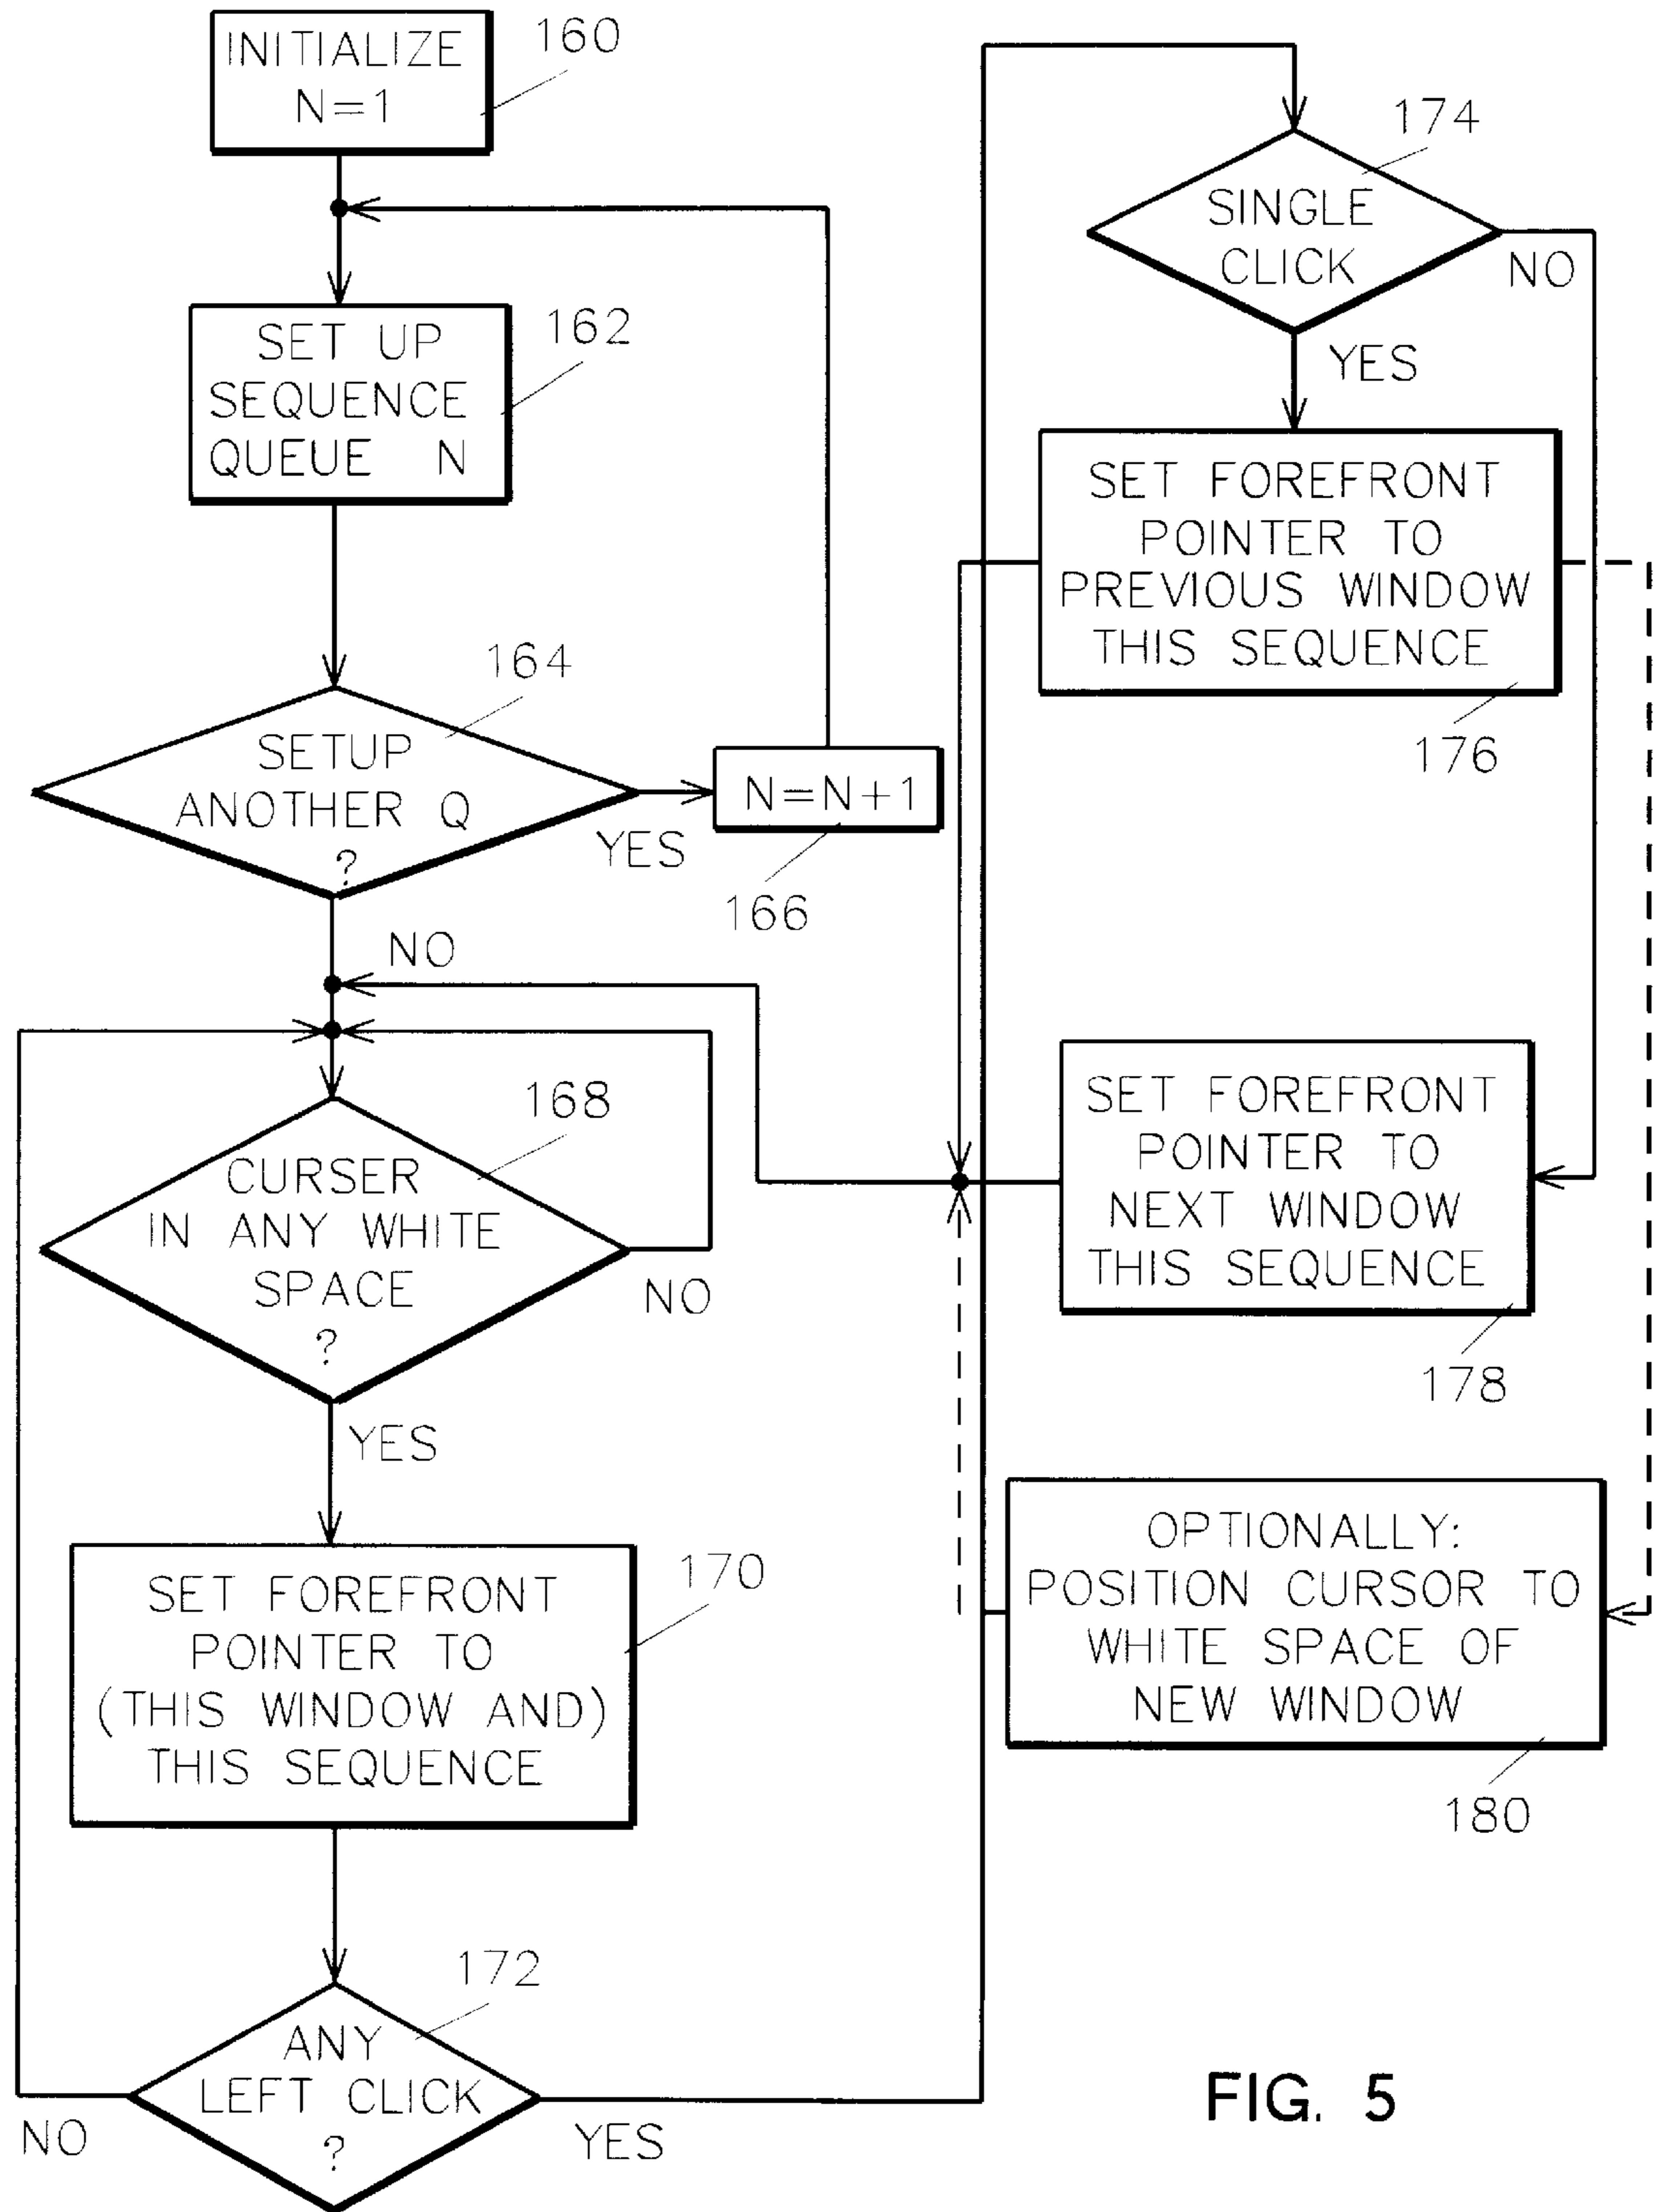 INITIALIZE
N=1
160
SET UP
SEQUENCE
QUEUE N
162
SETUP
ANOTHER Q
?
164
YES
N=N+1
166
NO
CURSER
IN ANY WHITE
SPACE
?
168
NO
YES
SET FOREFRONT
POINTER TO
(THIS WINDOW AND)
THIS SEQUENCE
170
ANY
LEFT CLICK
?
172
NO
YES
SINGLE
CLICK
174
NO
YES
SET FOREFRONT
POINTER TO
PREVIOUS WINDOW
THIS SEQUENCE
176
SET FOREFRONT
POINTER TO
NEXT WINDOW
THIS SEQUENCE
178
OPTIONALLY:
POSITION CURSOR TO
WHITE SPACE OF
NEW WINDOW
180
FIG. 5